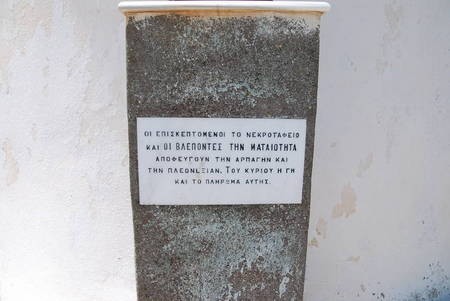 ΟΙ ΕΠΙΣΚΕΠΤΟΜΕΝΟΙ ΤΟ ΝΕΚΡΟΤΑΦΕΙΟ
ΚΑΙ ΟΙ ΒΛΕΠΟΝΤΕΣ ΤΗΝ ΜΑΤΑΙΟΤΗΤΑ
ΑΠΟΦΕΥΓΟΥΝ ΤΗΝ ΑΡΠΑΓΗΝ ΚΑΙ
ΤΗΝ ΠΛΕΟΝΕΞΙΑΝ. ΤΟΥ ΚΥΡΙΟΥ Η ΓΗ
ΚΑΙ ΤΟ ΠΛΗΡΩΜΑ ΑΥΤΗΣ.